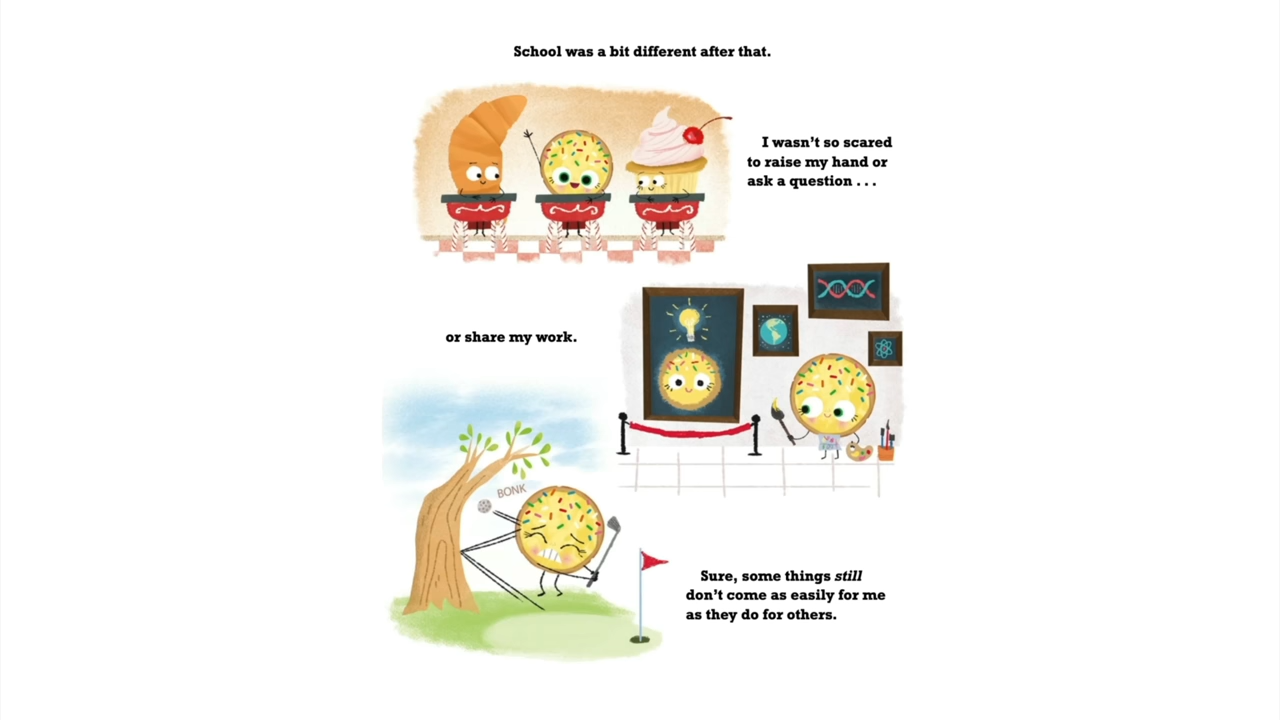 School was a bit different after that.
I wasn't so scared
to raise my hand or
ask a question . . .
or share my work.
BONK
Sure, some things still
don't come as easily for me
as they do for others.